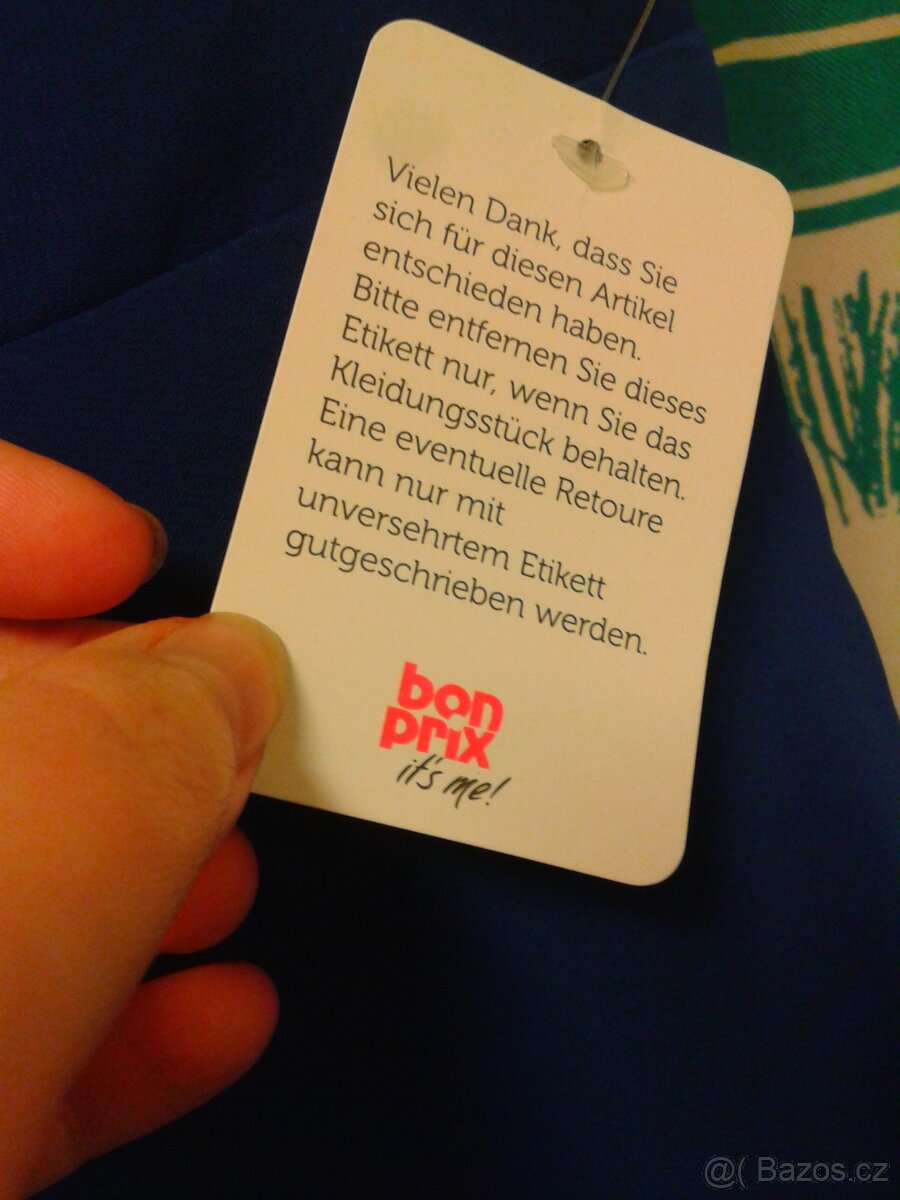 Vielen Dank, dass Sie
sich für diesen Artikel
entschieden haben.
Bitte entfernen Sie dieses
Etikett nur, wenn Sie das
Kleidungsstück behalten.
Eine eventuelle Retoure
kann nur mit
unversehrtem Etikett
gutgeschrieben werden.
bon
prix
it's me!
@( Bazos.cz